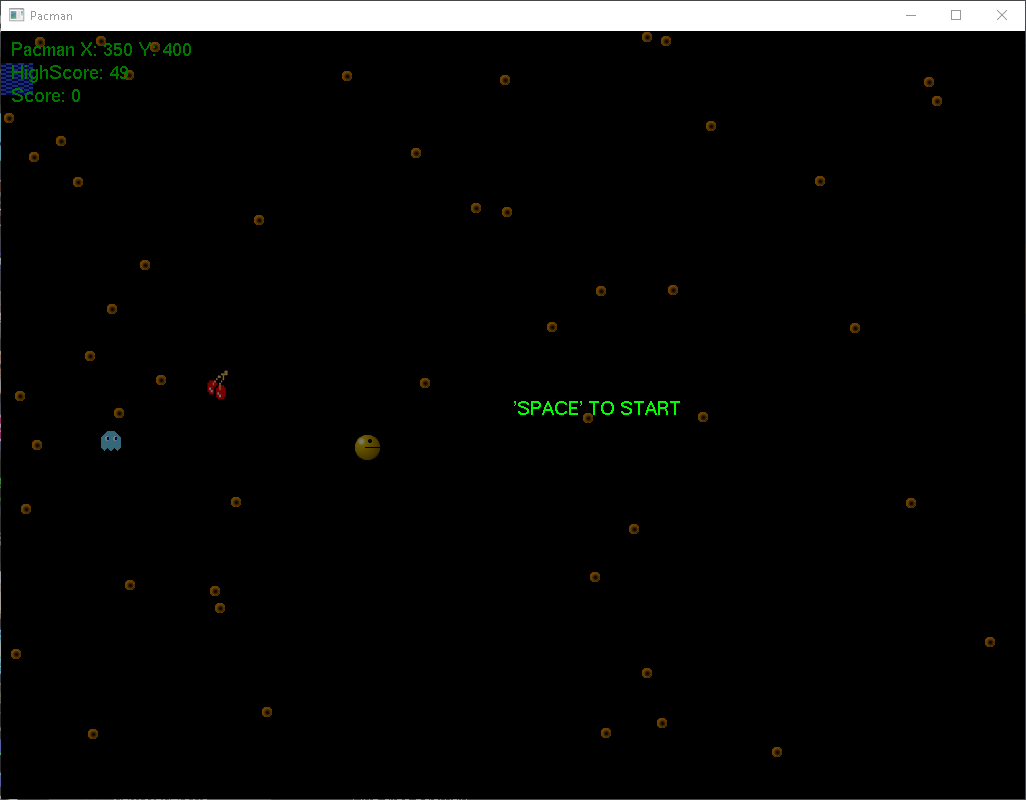 Pacman
Pacman X: 350 Y: 400
HighScore: 49
Score: 0
'SPACE' TO START